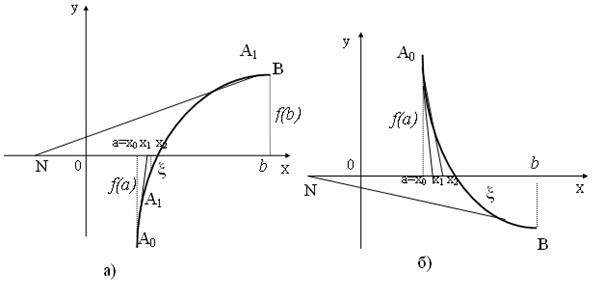 y
A₁
B
f(b)
a=x₀ x₁ x₂
N
0
ξ
b
x
f(a)
A₁
A₀
а)
y
A₀
f(a)
b
0
N
a=x₀ x₁ x₂
x
ξ
B
б)